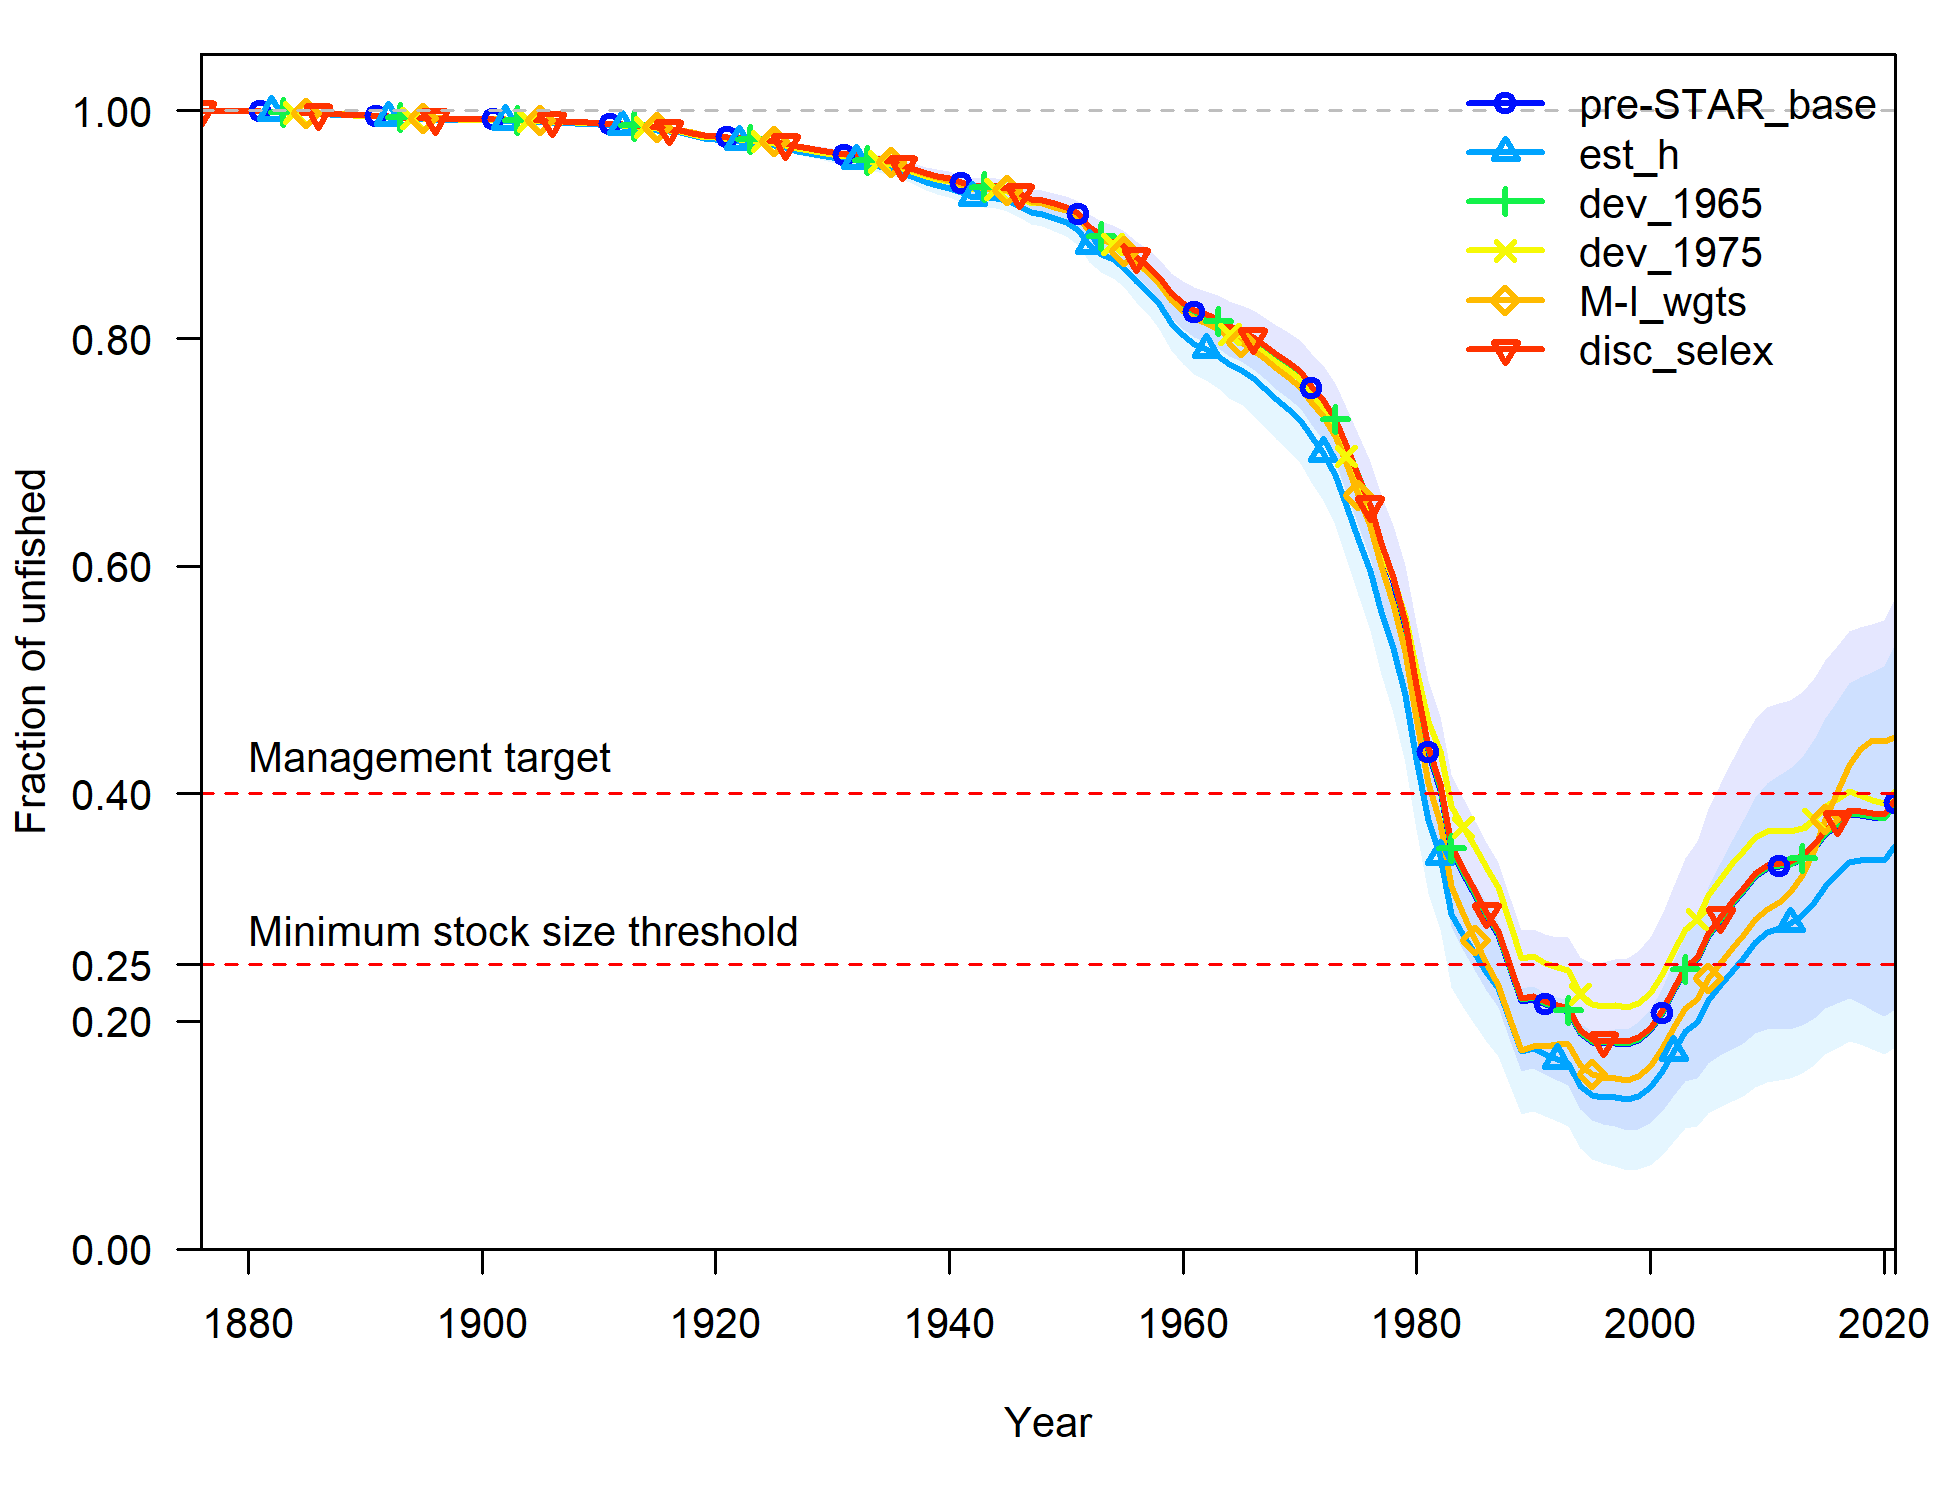 pre-STAR_base
est_h
dev_1965
dev_1975
M-I_wgts
disc_selex
1.00
0.80
0.60
0.40
0.25
0.20
0.00
Fraction of unfished
Management target
Minimum stock size threshold
1880 1900 1920 1940 1960 1980 2000 2020
Year